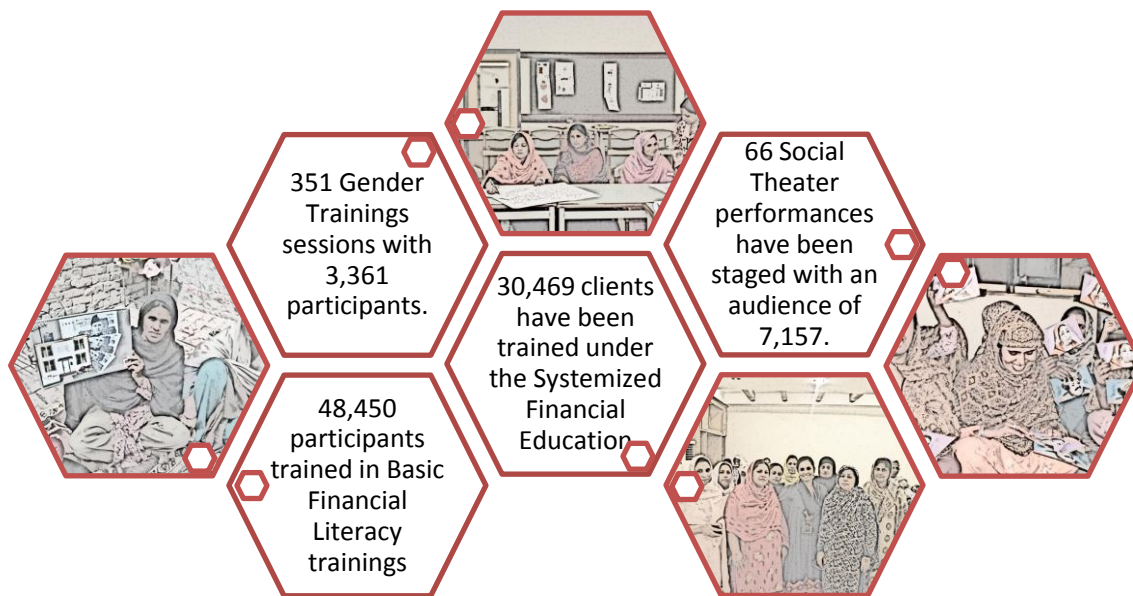 351 Gender
Trainings
sessions with
3,361
participants.
48,450
participants
trained in Basic
Financial
Literacy
trainings
30,469 clients
have been
trained under
the Systemized
Financial
Education
66 Social
Theater
performances
have been
staged with an
audience of
7,157.